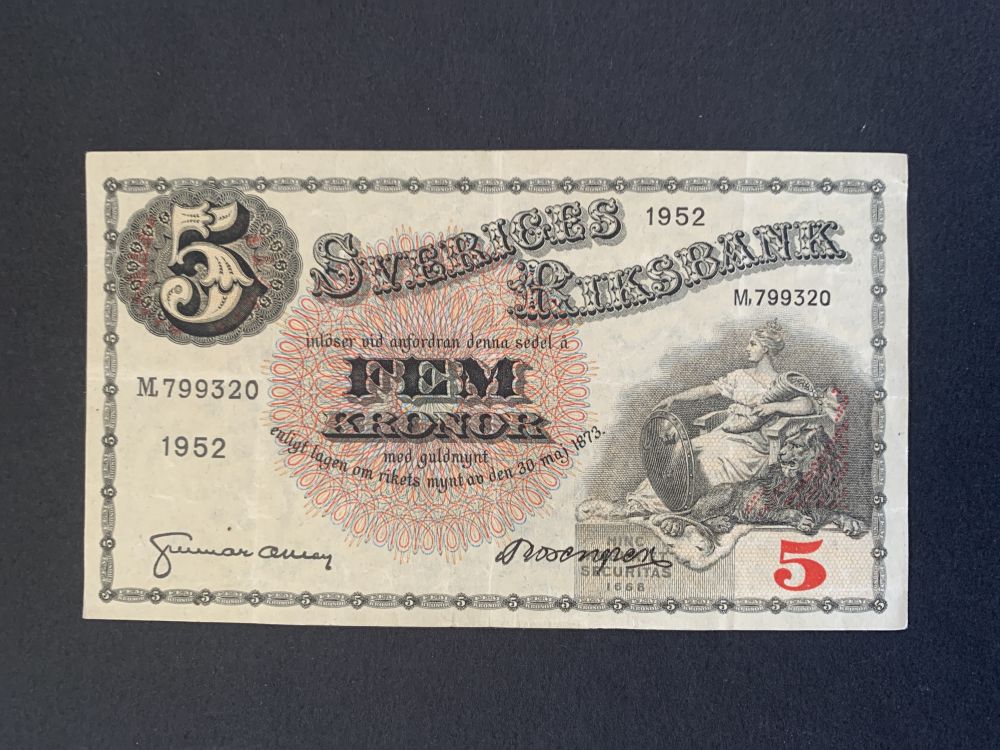 5
SVERIGES
1952
RIKSBANK
M,799320
inlöser vid anfordran denna sedel å
FEM
KRONOR
M,799320
med guldmynt
enligt lagen om rikets mynt av den 30 maj 1873.
1952
Rosengren
HINC
SECURITAS
1668
5